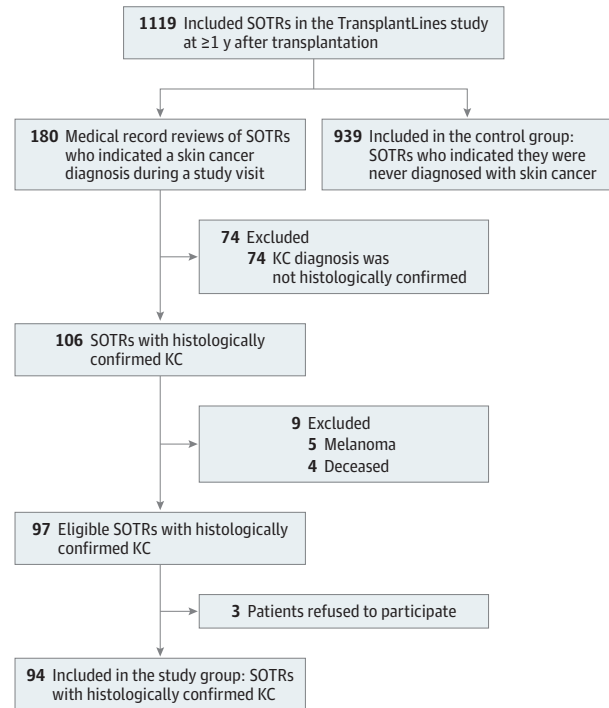 1119 Included SOTRs in the TransplantLines study
at ≥1 y after transplantation
180 Medical record reviews of SOTRs
who indicated a skin cancer
diagnosis during a study visit
939 Included in the control group:
SOTRs who indicated they were
never diagnosed with skin cancer
74 Excluded
74 KC diagnosis was
not histologically confirmed
106 SOTRs with histologically
confirmed KC
9 Excluded
5 Melanoma
4 Deceased
97 Eligible SOTRs with histologically
confirmed KC
3 Patients refused to participate
94 Included in the study group: SOTRs
with histologically confirmed KC